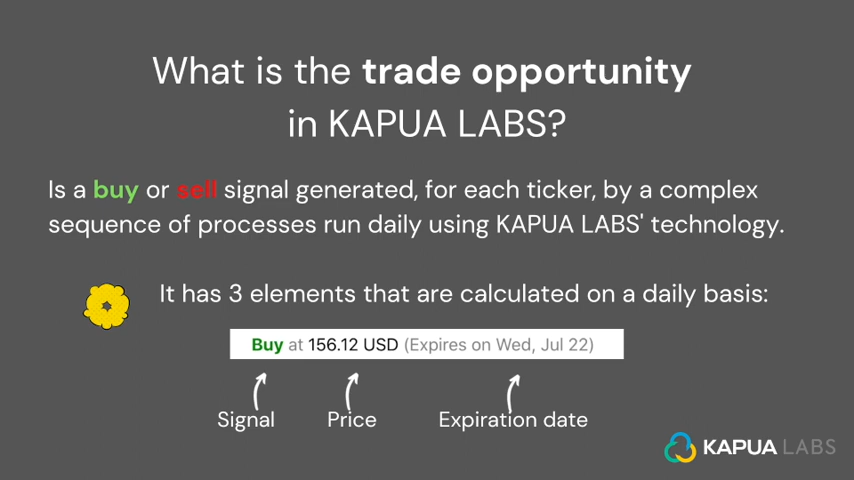 What is the trade opportunity
in KAPUA LABS?
Is a buy or sell signal generated, for each ticker, by a complex
sequence of processes run daily using KAPUA LABS' technology.
It has 3 elements that are calculated on a daily basis:
Buy at 156.12 USD (Expires on Wed, Jul 22)
Signal Price Expiration date
KAPUA LABS